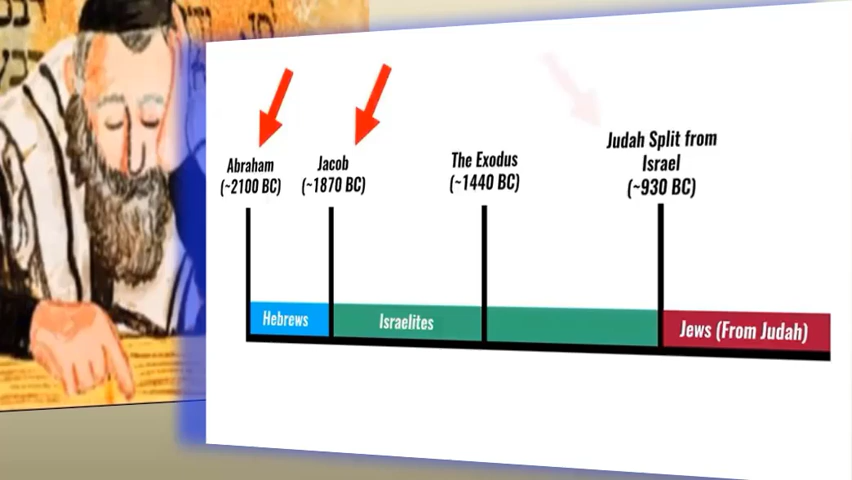 Abraham
(~2100 BC)
Jacob
(~1870 BC)
The Exodus
(~1440 BC)
Judah Split from
Israel
(~930 BC)
Hebrews
Israelites
Jews (From Judah)